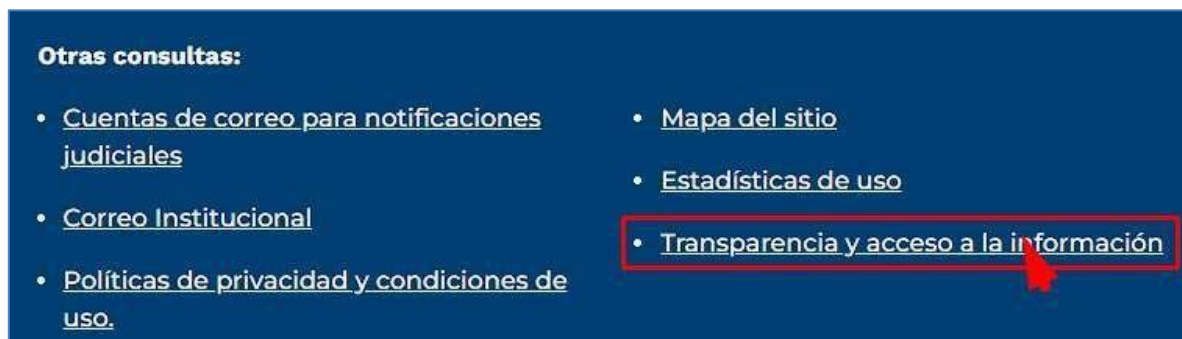 Otras consultas:
• Cuentas de correo para notificaciones
judiciales
• Correo Institucional
• Políticas de privacidad y condiciones de
uso.
• Mapa del sitio
• Estadísticas de uso
• Transparencia y acceso a la información